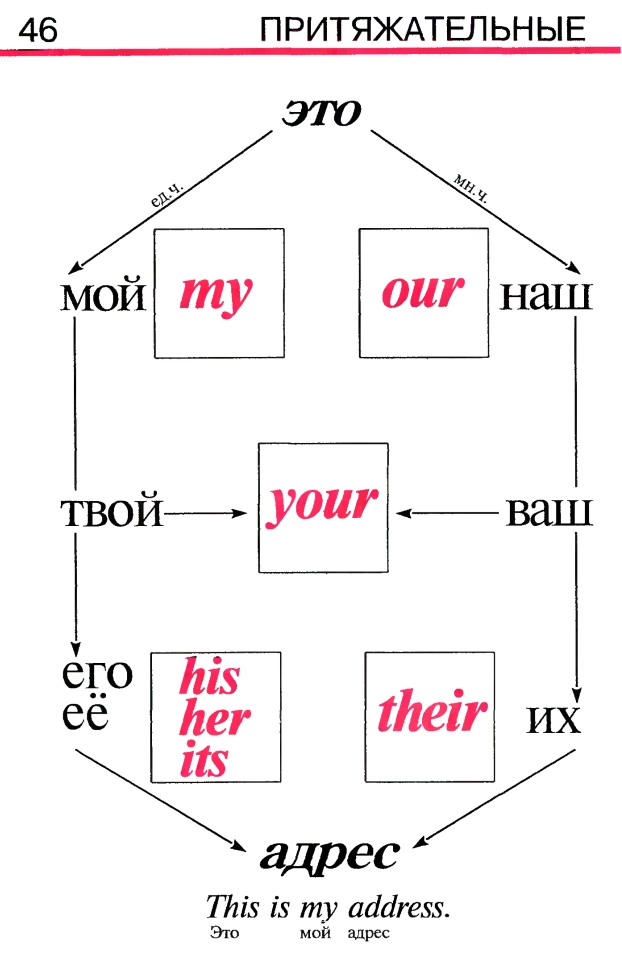 46 ПРИТЯЖАТЕЛЬНЫЕ
это
ед.ч. мн.ч.
мой my our наш
твой your ваш
его his
её her their их
its
адрес
This is my address.
Это мой адрес